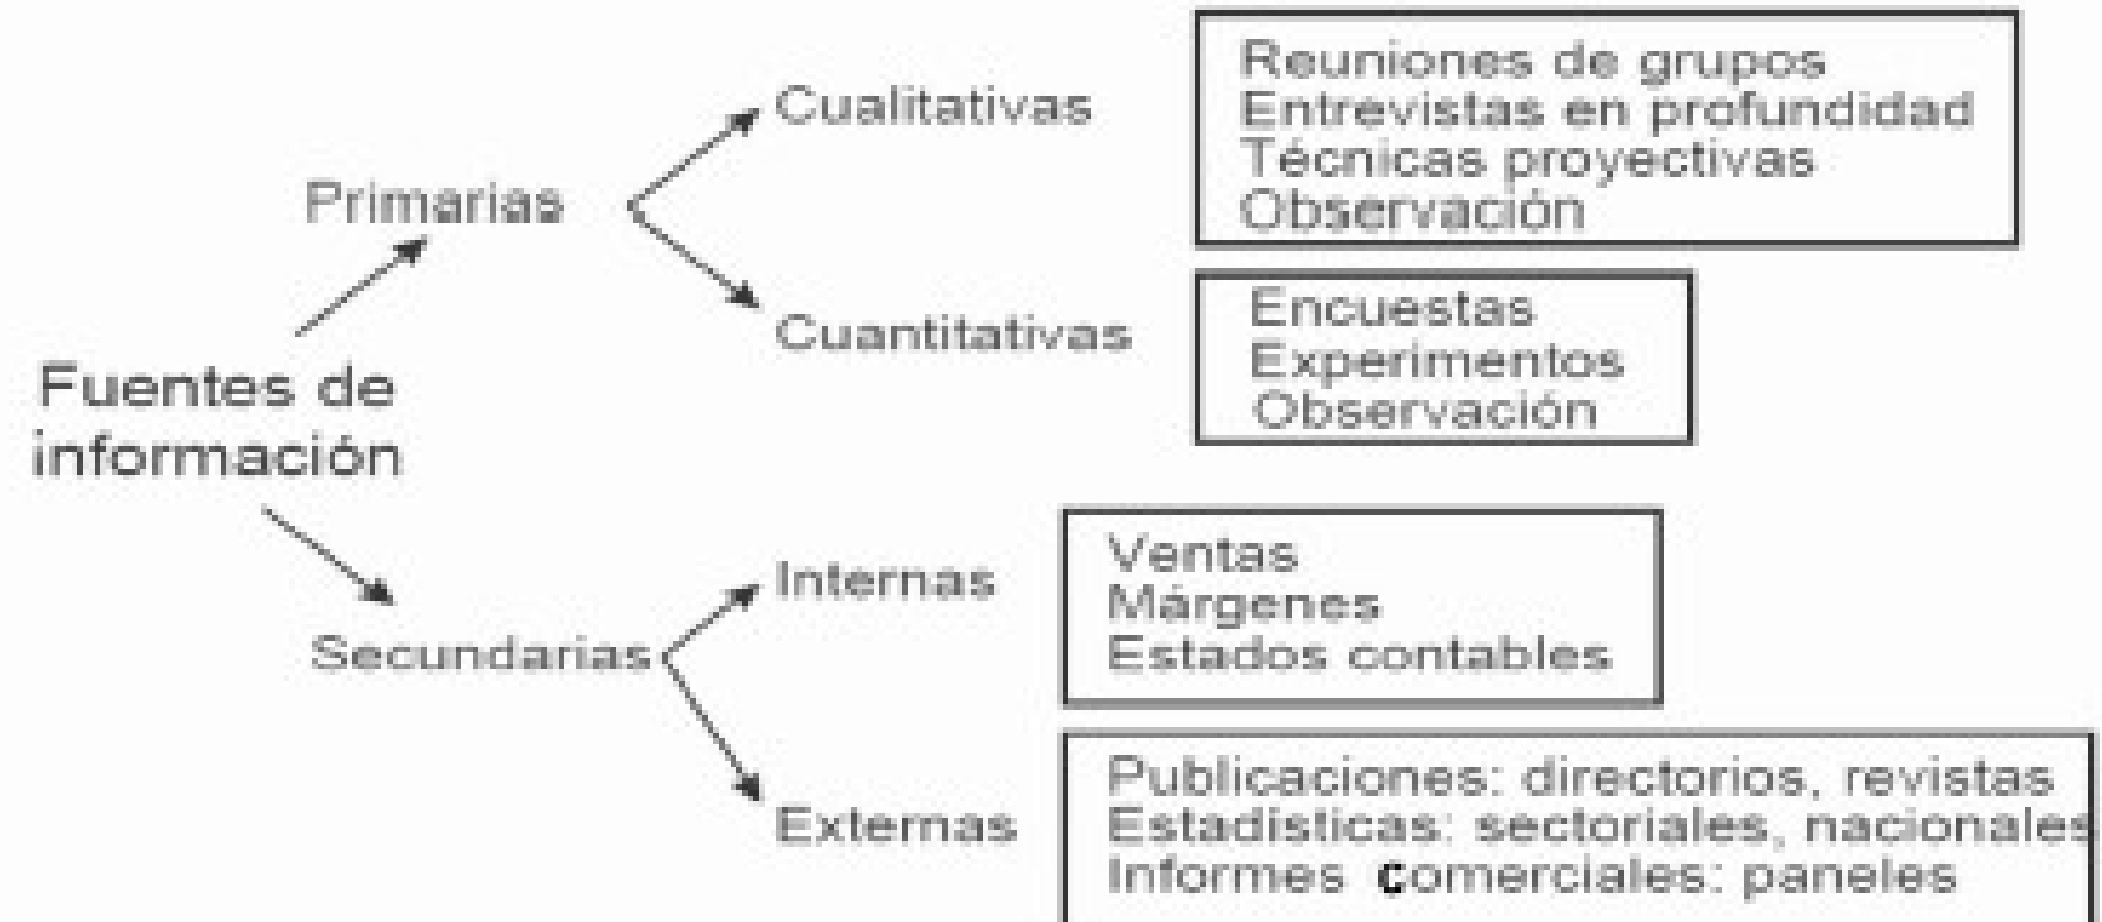 Fuentes de
información
Primarias
Cualitativas
Reuniones de grupos
Entrevistas en profundidad
Técnicas proyectivas
Observación
Cuantitativas
Encuestas
Experimentos
Observación
Secundarias
Internas
Ventas
Márgenes
Estados contables
Externas
Publicaciones: directorios, revistas
Estadísticas: sectoriales, nacionales
Informes comerciales: paneles